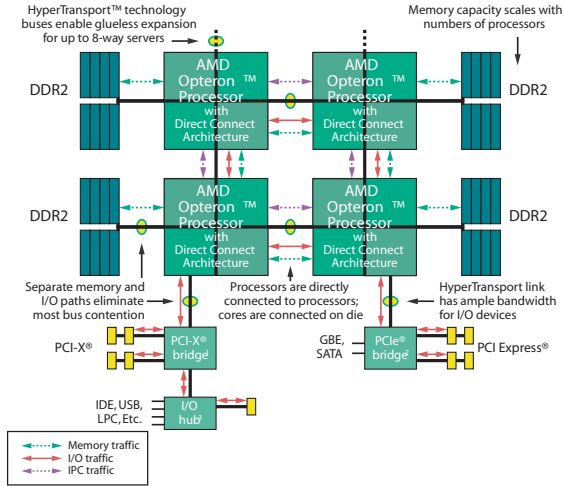 HyperTransport™ technology
buses enable glueless expansion
for up to 8-way servers
Memory capacity scales with
numbers of processors
DDR2
AMD
Opteron ™
Processor
with
Direct Connect
Architecture
AMD
Opteron ™
Processor
with
Direct Connect
Architecture
DDR2
DDR2
AMD
Opteron ™
Processor
with
Direct Connect
Architecture
AMD
Opteron ™
Processor
with
Direct Connect
Architecture
DDR2
Separate memory and
I/O paths eliminate
most bus contention
Processors are directly
connected to processors;
cores are connected on die
HyperTransport link
has ample bandwidth
for I/O devices
PCI-X®
PCI-X®
bridge¹
GBE,
SATA
PCIe®
bridge²
PCI Express®
IDE, USB,
LPC, Etc.
I/O
hub²
Memory traffic
I/O traffic
IPC traffic